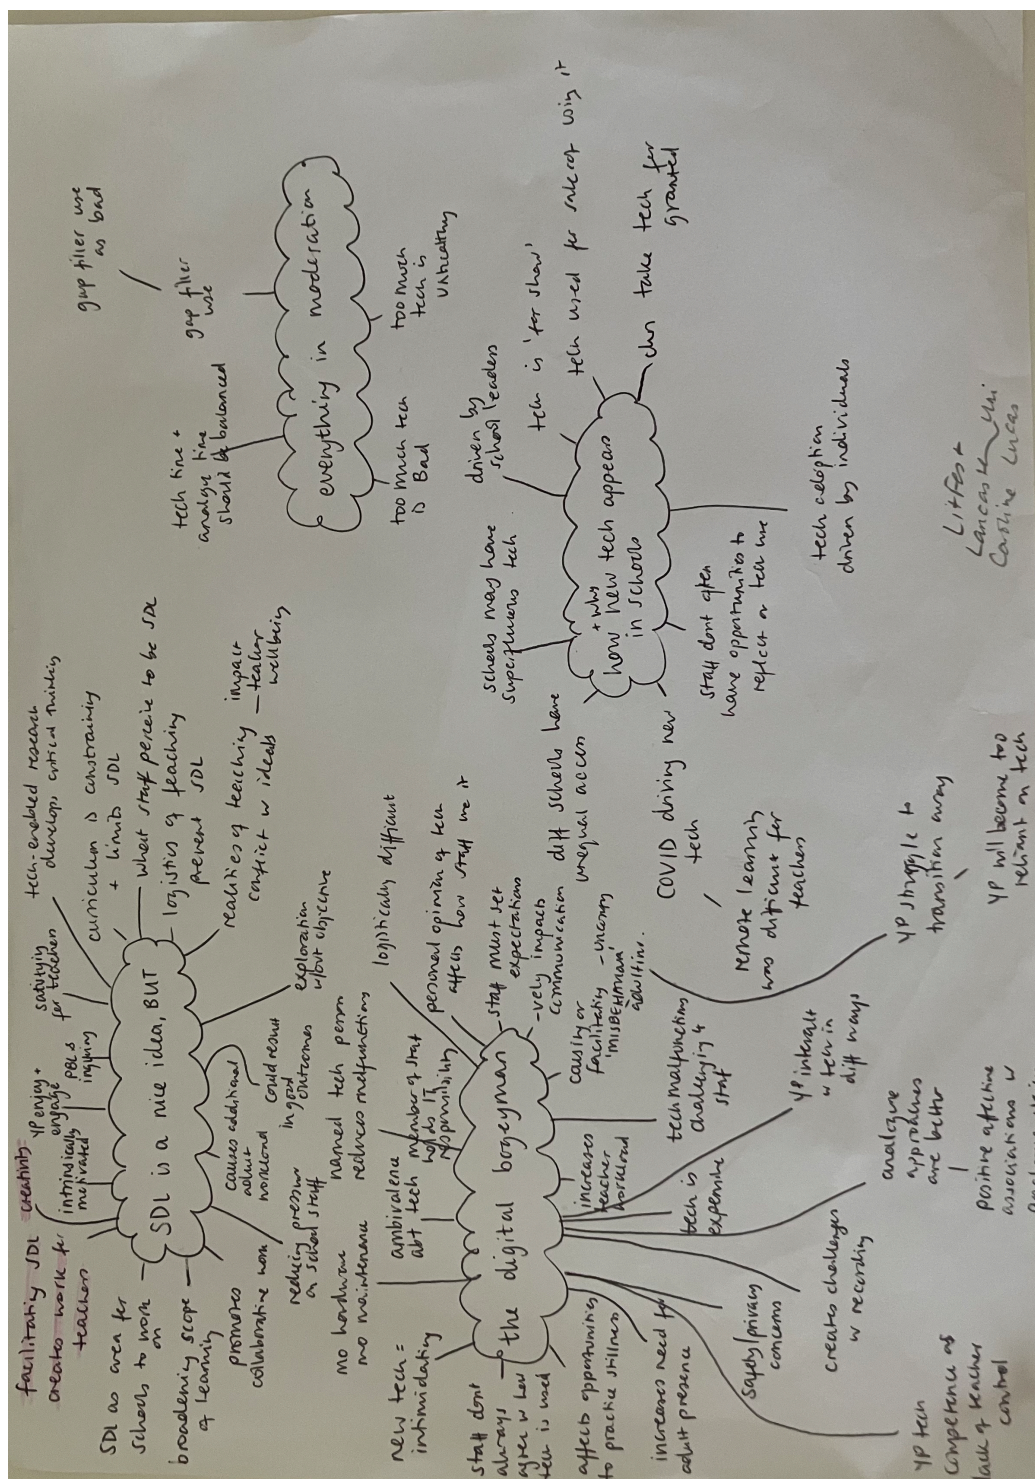 facilitating SDL
creates work for
teachers
creativity
YP enjoy +
engage
intrinsically
motivated
PBL is
inquiry
satisfying
for teachers
tech-enabled research
develops critical thinking
curriculum is constraining
+ limits SDL
what staff perceive to be SDL
logistics of teaching
prevent SDL
realities of teaching
conflict w ideals
impact
teacher
wellbeing
SDL is a nice idea, BUT
SDL as area for
schools to work
on
broadening scope
of learning
promotes
collaborative work
reducing pressure
on school staff
causes additional
adult
workload
could result
in good
outcomes
exploration
w/out objective
gap filler use
as bad
gap filler
use
tech time +
analogue time
should be balanced
everything in moderation
too much tech
is Bad
too much
tech is
unhealthy
mo hardware
mo maintenance
named tech person
reduces malfunctions
logistically difficult
new tech =
intimidating
ambivalence
abt tech
member of staff
holds IT
responsibility
personal opinion of tech
affects how staff use it
staff must set
expectations
-vely impacts
communication
causing or
facilitating
'MISBEHAVIOUR'
the digital bogeyman
staff dont
always
agree w how
tech is used
affects opportunities
to practice stillness
increases need for
adult presence
increases
teacher
workload
tech malfunctions
challenging 4
staff
tech is
expensive
safety/privacy
concerns
creates challenges
w recording
YP interact
w tech in
diff ways
analogue
approaches
are better
positive affective
associations w
YP tech
competence as
lack of teacher
control
YP struggle to
transition away
YP will become too
reliant on tech
schools may have
superfluous tech
driven by
school leaders
tech is 'for show'
tech used for sake of using it
chn take tech for
granted
+ why
how new tech appears
in schools
diff schools have
unequal access
COVID driving new
tech
remote learning
was difficult for
teachers
staff dont often
have opportunities to
reflect on tech use
tech adoption
driven by individuals
LitFest
Lancaster Uni
Caroline Lucas